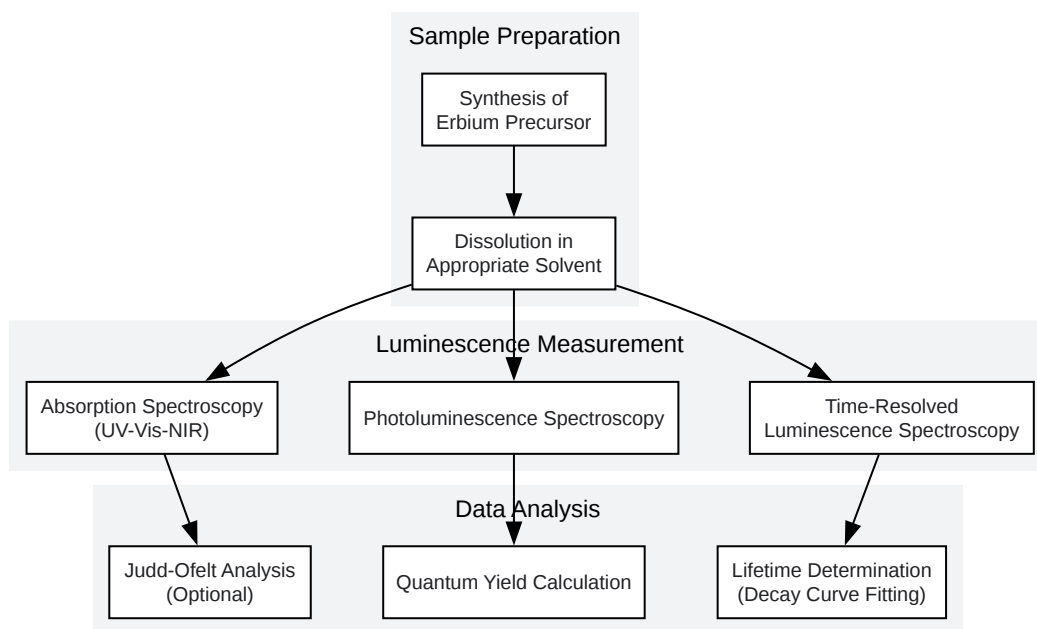 Sample Preparation
Synthesis of
Erbium Precursor
Dissolution in
Appropriate Solvent
Luminescence Measurement
Absorption Spectroscopy
(UV-Vis-NIR)
Photoluminescence Spectroscopy
Time-Resolved
Luminescence Spectroscopy
Data Analysis
Judd-Ofelt Analysis
(Optional)
Quantum Yield Calculation
Lifetime Determination
(Decay Curve Fitting)